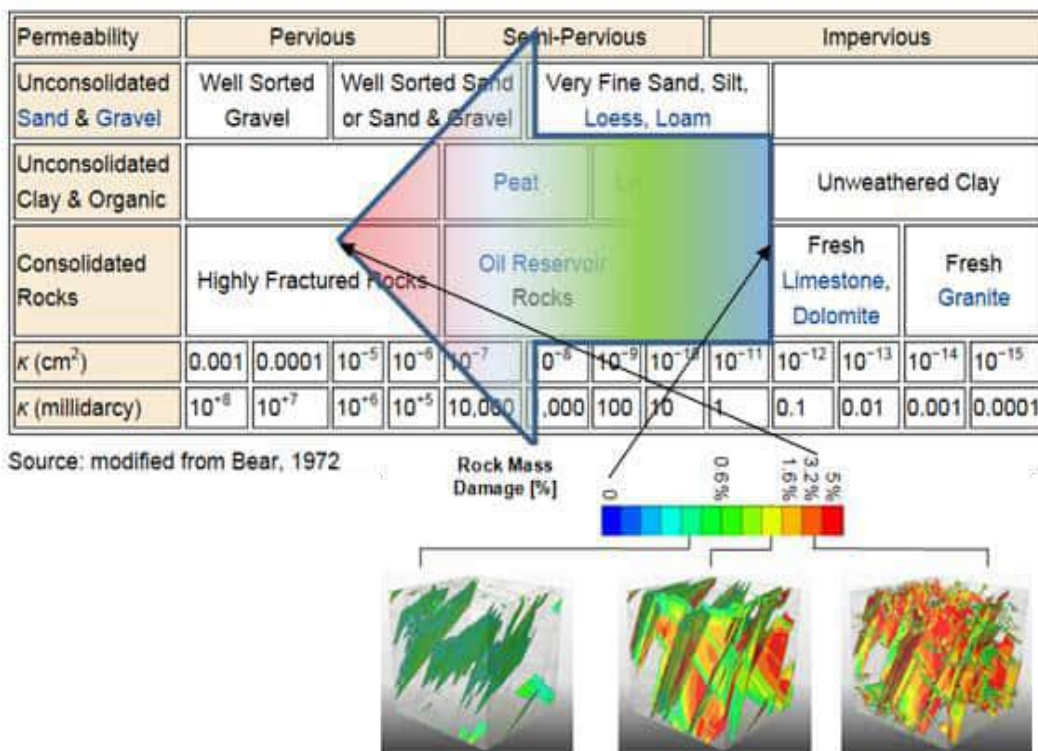 Permeability Pervious Semi-Pervious Impervious
Unconsolidated
Sand & Gravel
Well Sorted
Gravel
Well Sorted Sand
or Sand & Gravel
Very Fine Sand, Silt,
Loess, Loam
Unconsolidated
Clay & Organic
Peat
Unweathered Clay
Consolidated
Rocks
Highly Fractured Rocks
Oil Reservoir
Rocks
Fresh
Limestone,
Dolomite
Fresh
Granite
κ (cm²) 0.001 0.0001 10⁻⁵ 10⁻⁶ 10⁻⁷ 10⁻⁸ 10⁻⁹ 10⁻¹⁰ 10⁻¹¹ 10⁻¹² 10⁻¹³ 10⁻¹⁴ 10⁻¹⁵
κ (millidarcy) 10⁺⁸ 10⁺⁷ 10⁺⁶ 10⁺⁵ 10,000 ,000 100 10 1 0.1 0.01 0.001 0.0001
Source: modified from Bear, 1972
Rock Mass
Damage [%]
0 0.6% 1.6% 3.2% 5%